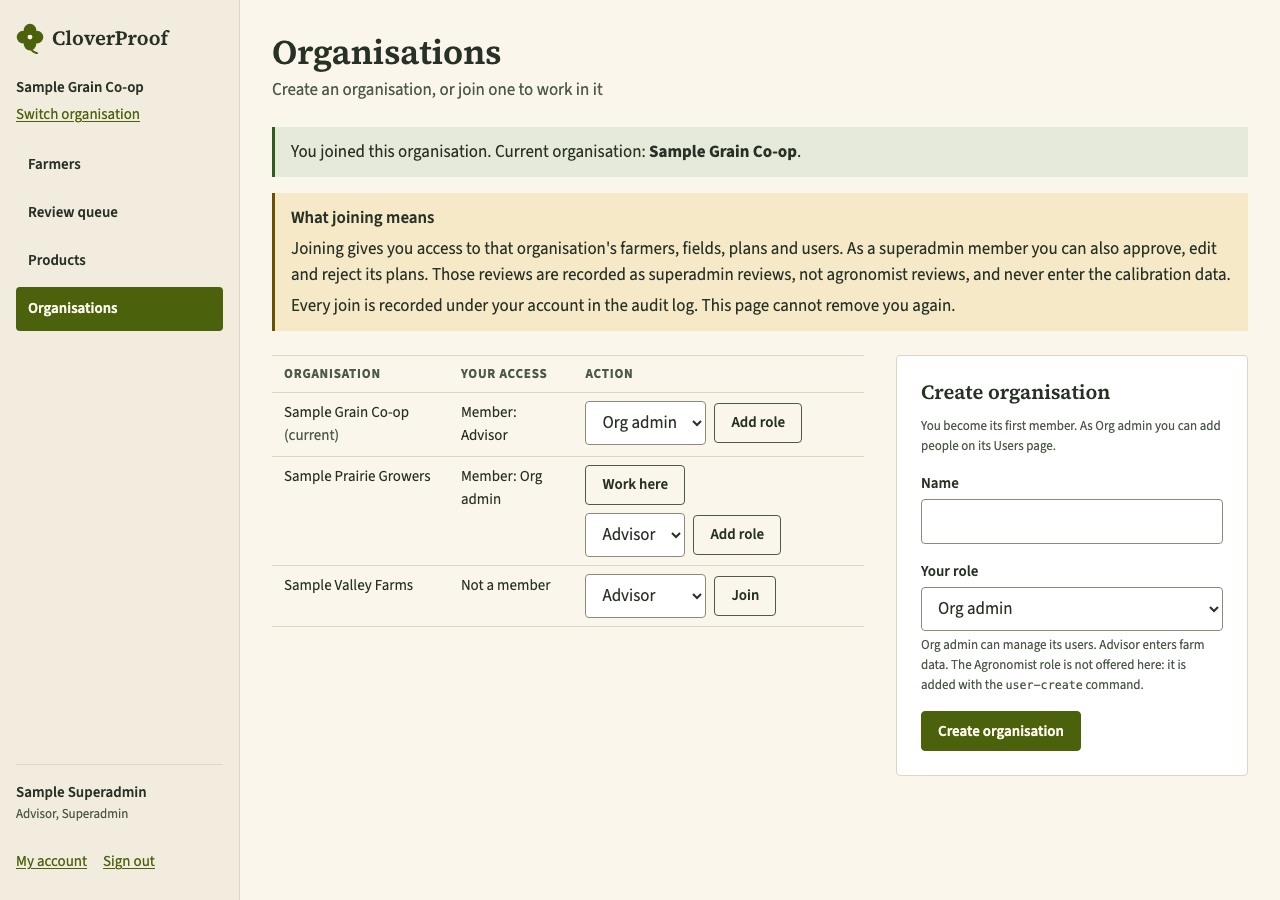 CloverProof
Sample Grain Co-op
Switch organisation
Farmers
Review queue
Products
Organisations
Sample Superadmin
Advisor, Superadmin
My account Sign out
Organisations
Create an organisation, or join one to work in it
You joined this organisation. Current organisation: Sample Grain Co-op.
What joining means
Joining gives you access to that organisation's farmers, fields, plans and users. As a superadmin member you can also approve, edit
and reject its plans. Those reviews are recorded as superadmin reviews, not agronomist reviews, and never enter the calibration data.
Every join is recorded under your account in the audit log. This page cannot remove you again.
ORGANISATION YOUR ACCESS ACTION
Sample Grain Co-op
(current)
Member:
Advisor
Org admin Add role
Sample Prairie Growers
Member: Org
admin
Work here
Advisor Add role
Sample Valley Farms Not a member Advisor Join
Create organisation
You become its first member. As Org admin you can add
people on its Users page.
Name
Your role
Org admin
Org admin can manage its users. Advisor enters farm
data. The Agronomist role is not offered here: it is
added with the user-create command.
Create organisation